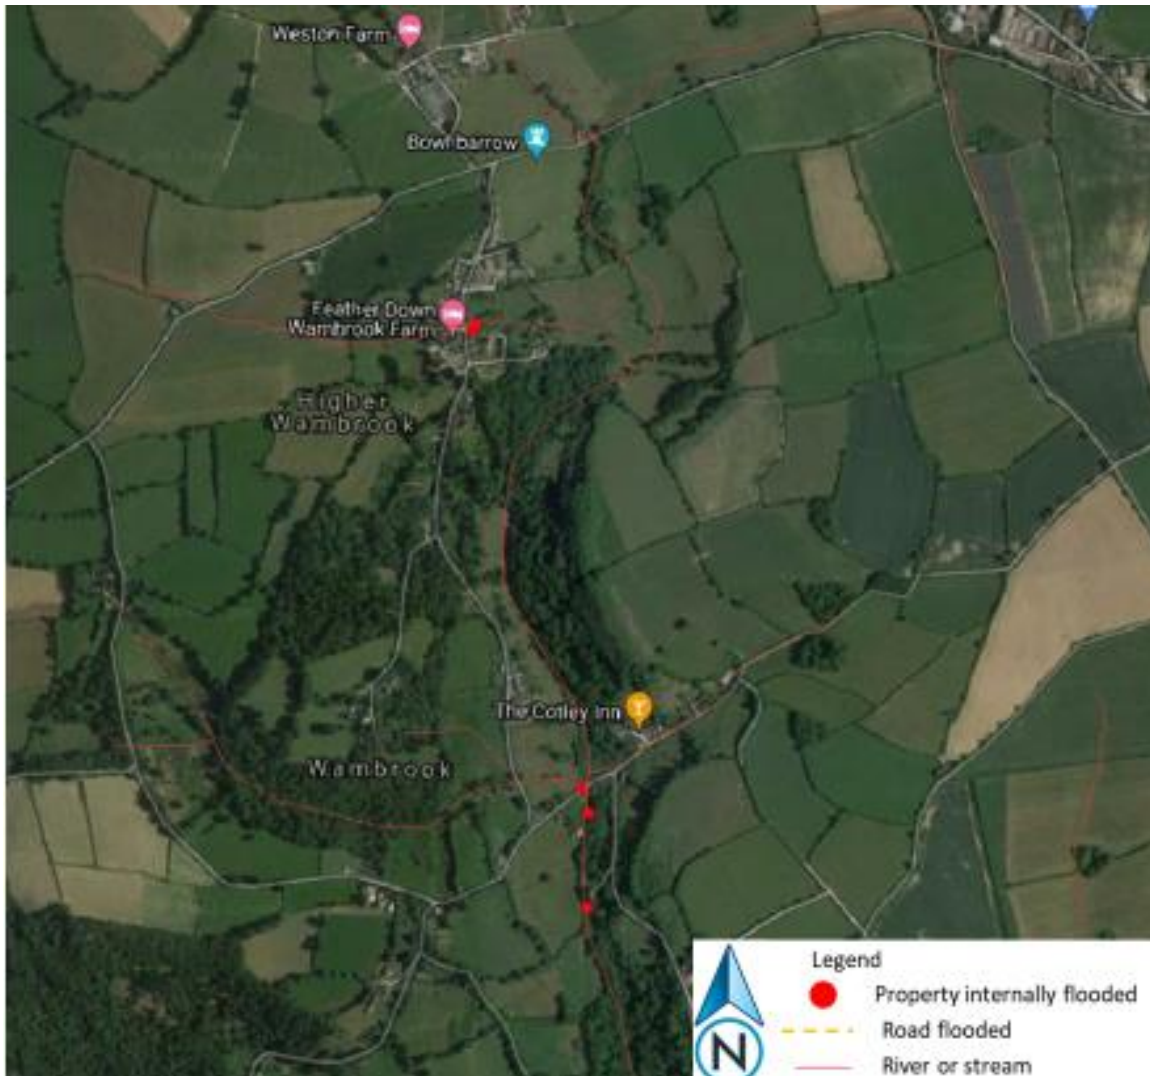 Weston Farm
Bowl barrow
Feather Down
Wambrook Farm
Higher
Wambrook
The Cotley Inn
Wambrook
Legend
Property internally flooded
Road flooded
River or stream
N